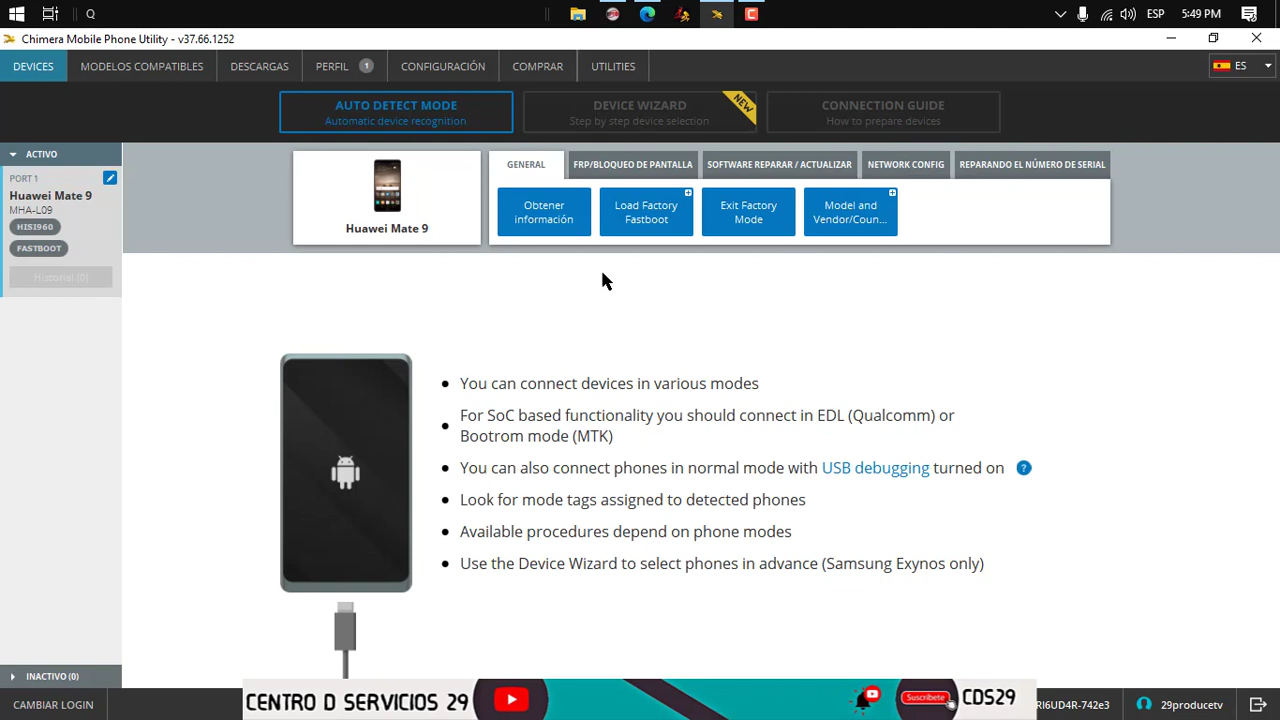 ESP 5:49 PM
Chimera Mobile Phone Utility - v37.66.1252
DEVICES MODELOS COMPATIBLES DESCARGAS PERFIL 1 CONFIGURACIÓN COMPRAR UTILITIES ES
AUTO DETECT MODE
Automatic device recognition
DEVICE WIZARD
Step by step device selection
NEW
CONNECTION GUIDE
How to prepare devices
ACTIVO
PORT 1
Huawei Mate 9
MHA-L09
HISI960
FASTBOOT
Historial (0)
Huawei Mate 9
GENERAL FRP/BLOQUEO DE PANTALLA SOFTWARE REPARAR / ACTUALIZAR NETWORK CONFIG REPARANDO EL NÚMERO DE SERIAL
Obtener información
Load Factory Fastboot
Exit Factory Mode
Model and Vendor/Coun...
You can connect devices in various modes
For SoC based functionality you should connect in EDL (Qualcomm) or
Bootrom mode (MTK)
You can also connect phones in normal mode with USB debugging turned on ?
Look for mode tags assigned to detected phones
Available procedures depend on phone modes
Use the Device Wizard to select phones in advance (Samsung Exynos only)
INACTIVO (0)
CAMBIAR LOGIN
CENTRO D SERVICIOS 29
Suscribete
CDS29
RI6UD4R-742e3
29productv